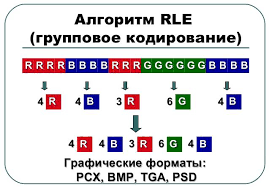 Алгоритм RLE
(групповое кодирование)
R R R R B B B B R R R G G G G G G B B B B
4 R 4 B 3 R 6 G 4 B
4 R 4 B 3 R 6 G 4 B
Графические форматы:
PCX, BMP, TGA, PSD